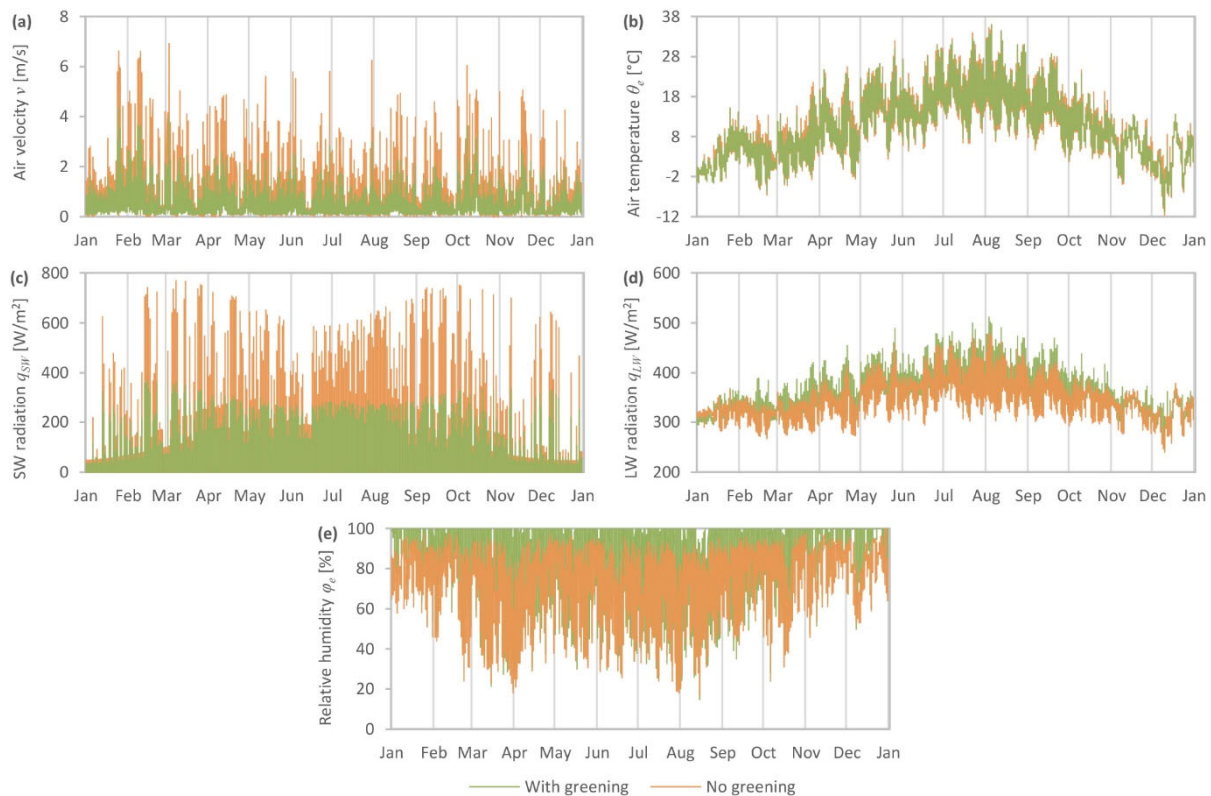 (a)
Air velocity v [m/s]
8
6
4
2
0
Jan Feb Mar Apr May Jun Jul Aug Sep Oct Nov Dec Jan
(b)
Air temperature θe [°C]
38
28
18
8
-2
-12
Jan Feb Mar Apr May Jun Jul Aug Sep Oct Nov Dec Jan
(c)
SW radiation qSW [W/m²]
800
600
400
200
0
Jan Feb Mar Apr May Jun Jul Aug Sep Oct Nov Dec Jan
(d)
LW radiation qLW [W/m²]
600
500
400
300
200
Jan Feb Mar Apr May Jun Jul Aug Sep Oct Nov Dec Jan
(e)
Relative humidity φe [%]
100
80
60
40
20
0
Jan Feb Mar Apr May Jun Jul Aug Sep Oct Nov Dec Jan
With greening No greening